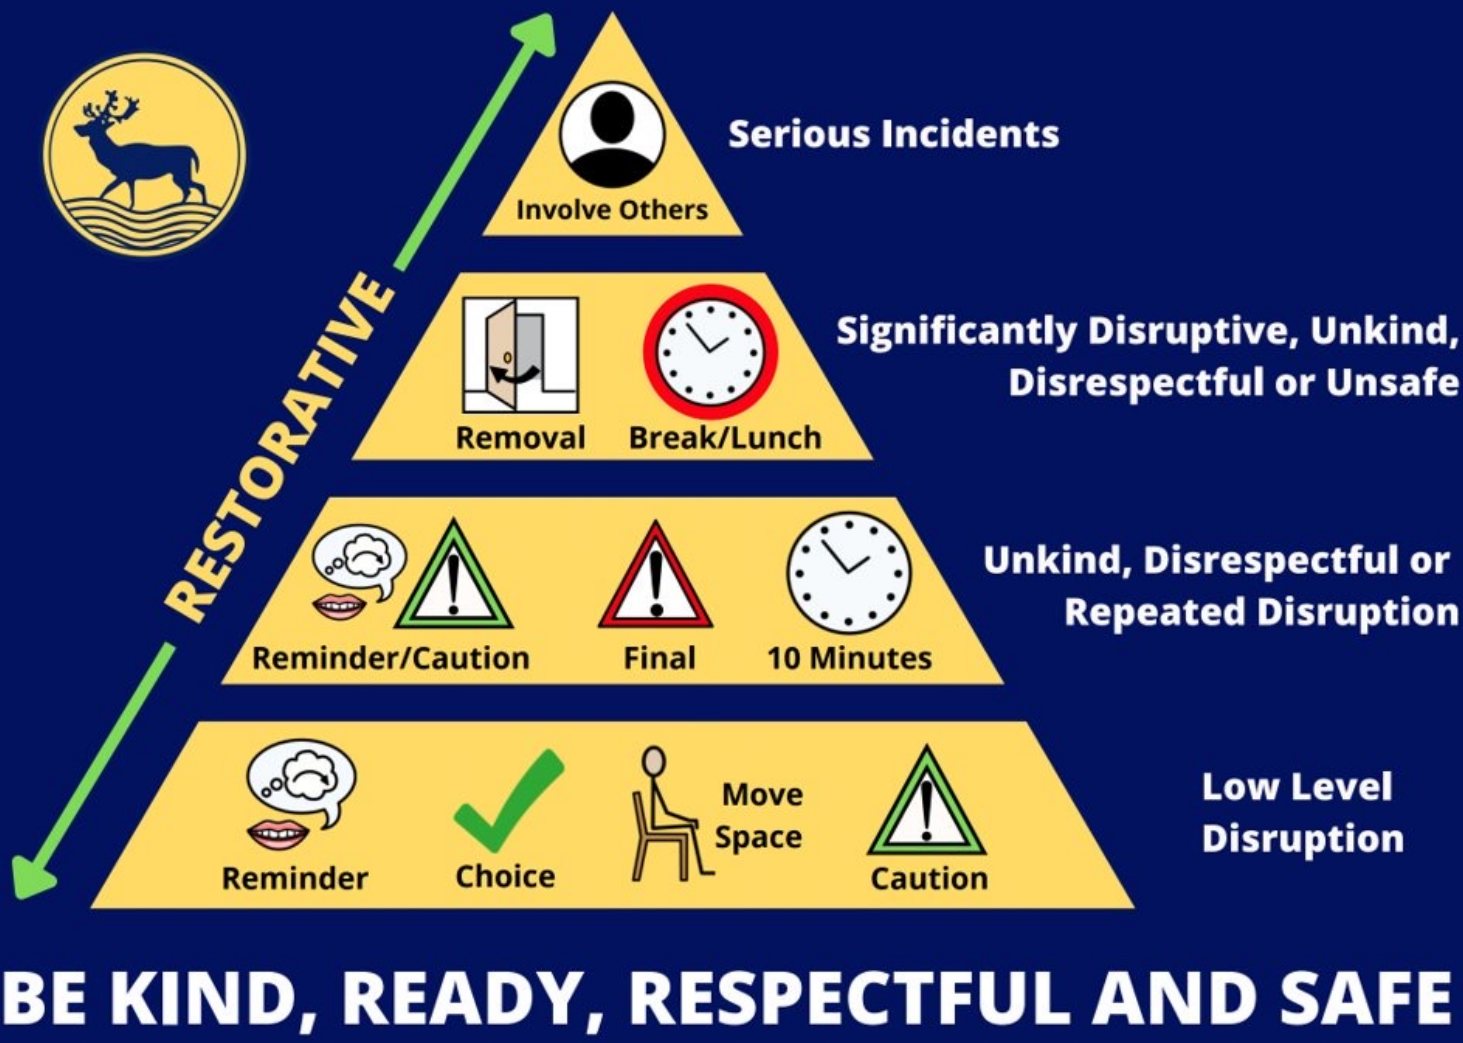 Serious Incidents
Involve Others
RESTORATIVE
Significantly Disruptive, Unkind,
Disrespectful or Unsafe
Removal
Break/Lunch
Unkind, Disrespectful or
Repeated Disruption
Reminder/Caution
Final
10 Minutes
Low Level
Disruption
Reminder
Choice
Move
Space
Caution
BE KIND, READY, RESPECTFUL AND SAFE